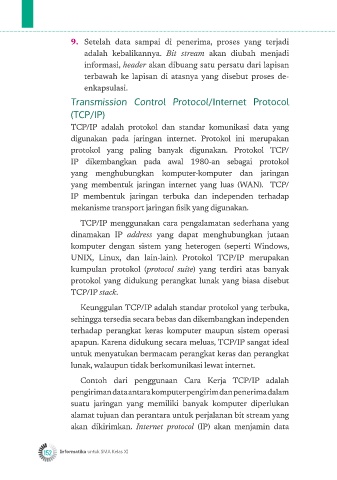 9. Setelah data sampai di penerima, proses yang terjadi
adalah kebalikannya. Bit stream akan diubah menjadi
informasi, header akan dibuang satu persatu dari lapisan
terbawah ke lapisan di atasnya yang disebut proses de-
enkapsulasi.
Transmission Control Protocol/Internet Protocol
(TCP/IP)
TCP/IP adalah protokol dan standar komunikasi data yang
digunakan pada jaringan internet. Protokol ini merupakan
protokol yang paling banyak digunakan. Protokol TCP/
IP dikembangkan pada awal 1980-an sebagai protokol
yang menghubungkan komputer-komputer dan jaringan
yang membentuk jaringan internet yang luas (WAN). TCP/
IP membentuk jaringan terbuka dan independen terhadap
mekanisme transport jaringan fisik yang digunakan.
TCP/IP menggunakan cara pengalamatan sederhana yang
dinamakan IP address yang dapat menghubungkan jutaan
komputer dengan sistem yang heterogen (seperti Windows,
UNIX, Linux, dan lain-lain). Protokol TCP/IP merupakan
kumpulan protokol (protocol suite) yang terdiri atas banyak
protokol yang didukung perangkat lunak yang biasa disebut
TCP/IP stack.
Keunggulan TCP/IP adalah standar protokol yang terbuka,
sehingga tersedia secara bebas dan dikembangkan independen
terhadap perangkat keras komputer maupun sistem operasi
apapun. Karena didukung secara meluas, TCP/IP sangat ideal
untuk menyatukan bermacam perangkat keras dan perangkat
lunak, walaupun tidak berkomunikasi lewat internet.
Contoh dari penggunaan Cara Kerja TCP/IP adalah
pengiriman data antara komputer pengirim dan penerima dalam
suatu jaringan yang memiliki banyak komputer diperlukan
alamat tujuan dan perantara untuk perjalanan bit stream yang
akan dikirimkan. Internet protocol (IP) akan menjamin data
152 Informatika untuk SMA Kelas XI